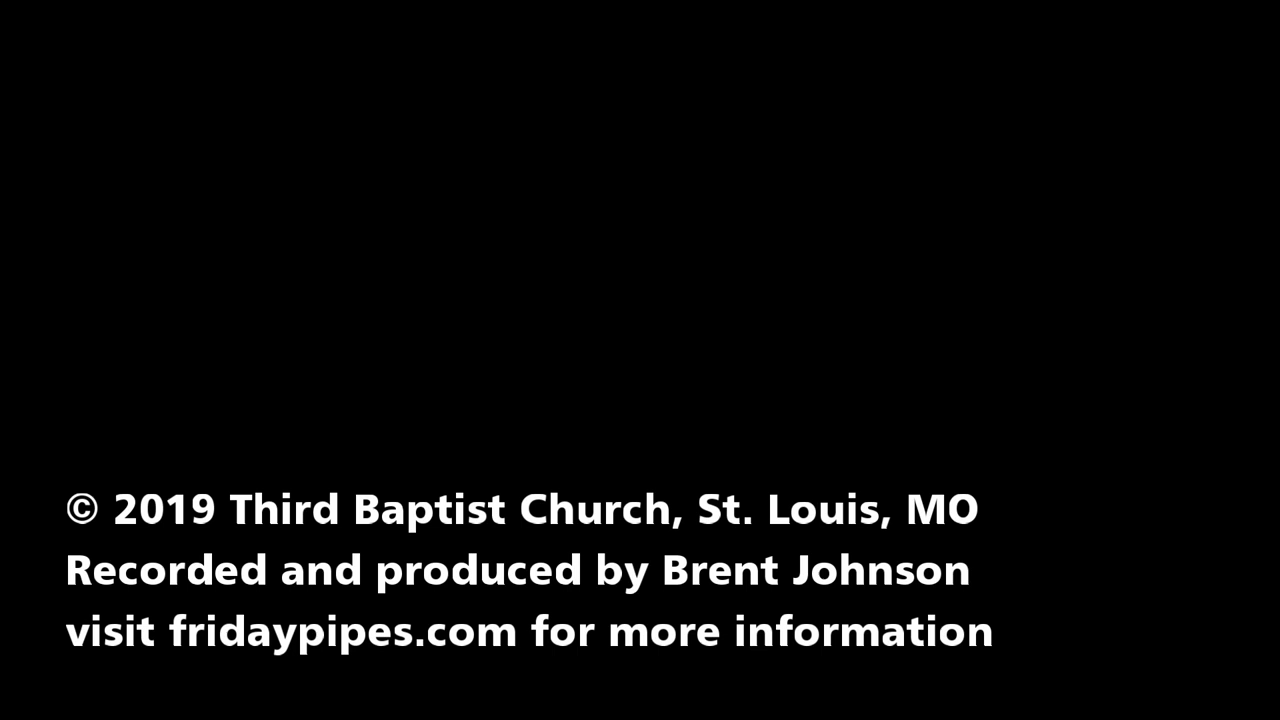 © 2019 Third Baptist Church, St. Louis, MO
Recorded and produced by Brent Johnson
visit fridaypipes.com for more information